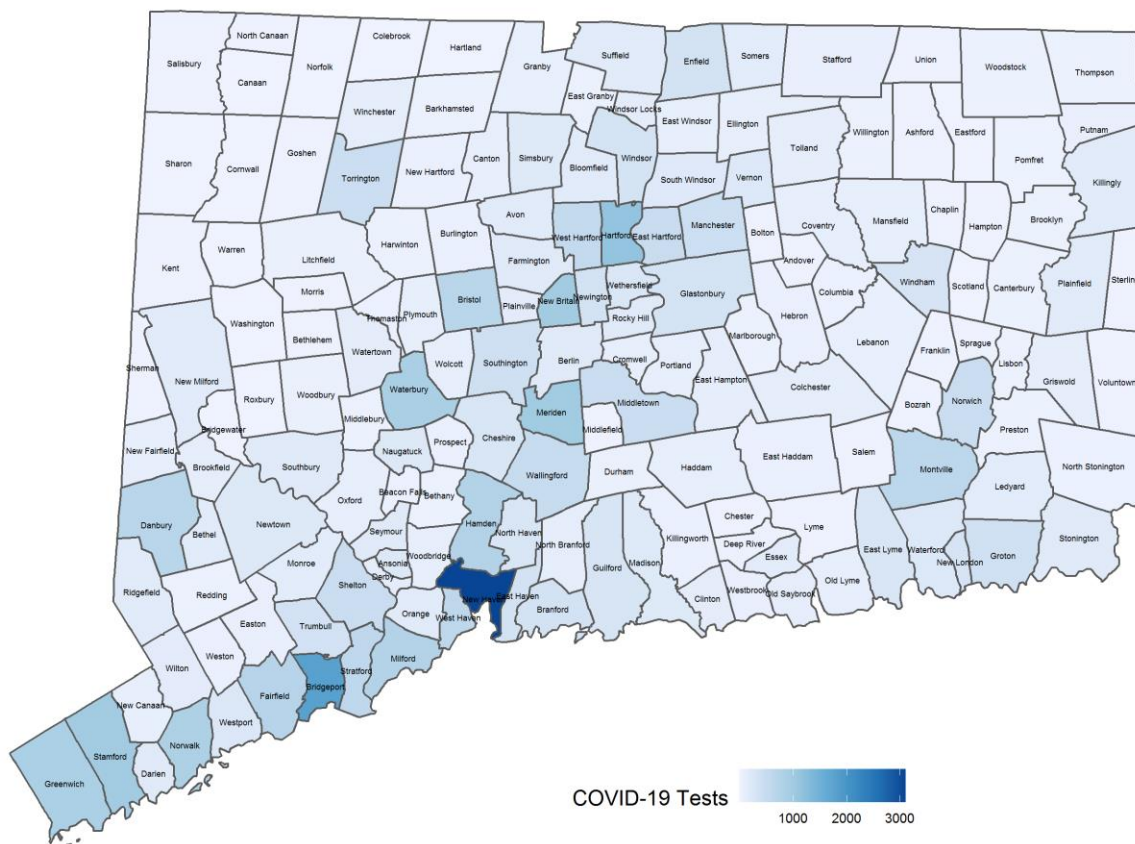 North Canaan
Colebrook
Hartland
Suffield
Enfield
Somers
Stafford
Union
Woodstock
Thompson
Salisbury
Canaan
Norfolk
Granby
East Granby
Windsor Locks
Winchester
Barkhamsted
East Windsor
Ellington
Willington
Ashford
Eastford
Putnam
Sharon
Cornwall
Goshen
Torrington
New Hartford
Canton
Simsbury
Bloomfield
Windsor
South Windsor
Vernon
Tolland
Pomfret
Killingly
Avon
West Hartford
Hartford
East Hartford
Manchester
Bolton
Coventry
Mansfield
Chaplin
Hampton
Brooklyn
Kent
Warren
Litchfield
Harwinton
Burlington
Farmington
Andover
Morris
Bristol
Plainville
New Britain
Newington
Wethersfield
Glastonbury
Columbia
Windham
Scotland
Canterbury
Plainfield
Sterlin
Washington
Bethlehem
Thomaston
Plymouth
Rocky Hill
Hebron
Marlborough
Watertown
Wolcott
Southington
Berlin
Cromwell
Portland
Lebanon
Franklin
Sprague
Lisbon
Sherman
New Milford
Roxbury
Woodbury
Waterbury
East Hampton
Colchester
Griswold
Voluntown
Bridgewater
Middlebury
Meriden
Middletown
Middlefield
Bozrah
Norwich
Preston
New Fairfield
Brookfield
Southbury
Naugatuck
Prospect
Cheshire
Wallingford
Durham
Haddam
East Haddam
Salem
Montville
North Stonington
Oxford
Beacon Falls
Bethany
Ledyard
Danbury
Bethel
Newtown
Seymour
Hamden
North Haven
North Branford
Killingworth
Chester
Deep River
Essex
Lyme
East Lyme
Waterford
New London
Groton
Stonington
Monroe
Ansonia
Derby
Woodbridge
Guilford
Madison
Ridgefield
Redding
Shelton
New Haven
East Haven
Branford
Clinton
Westbrook
Old Saybrook
Old Lyme
Easton
Trumbull
Orange
West Haven
Wilton
Weston
Stratford
Milford
New Canaan
Fairfield
Bridgeport
Westport
Greenwich
Stamford
Darien
Norwalk
COVID-19 Tests
1000 2000 3000